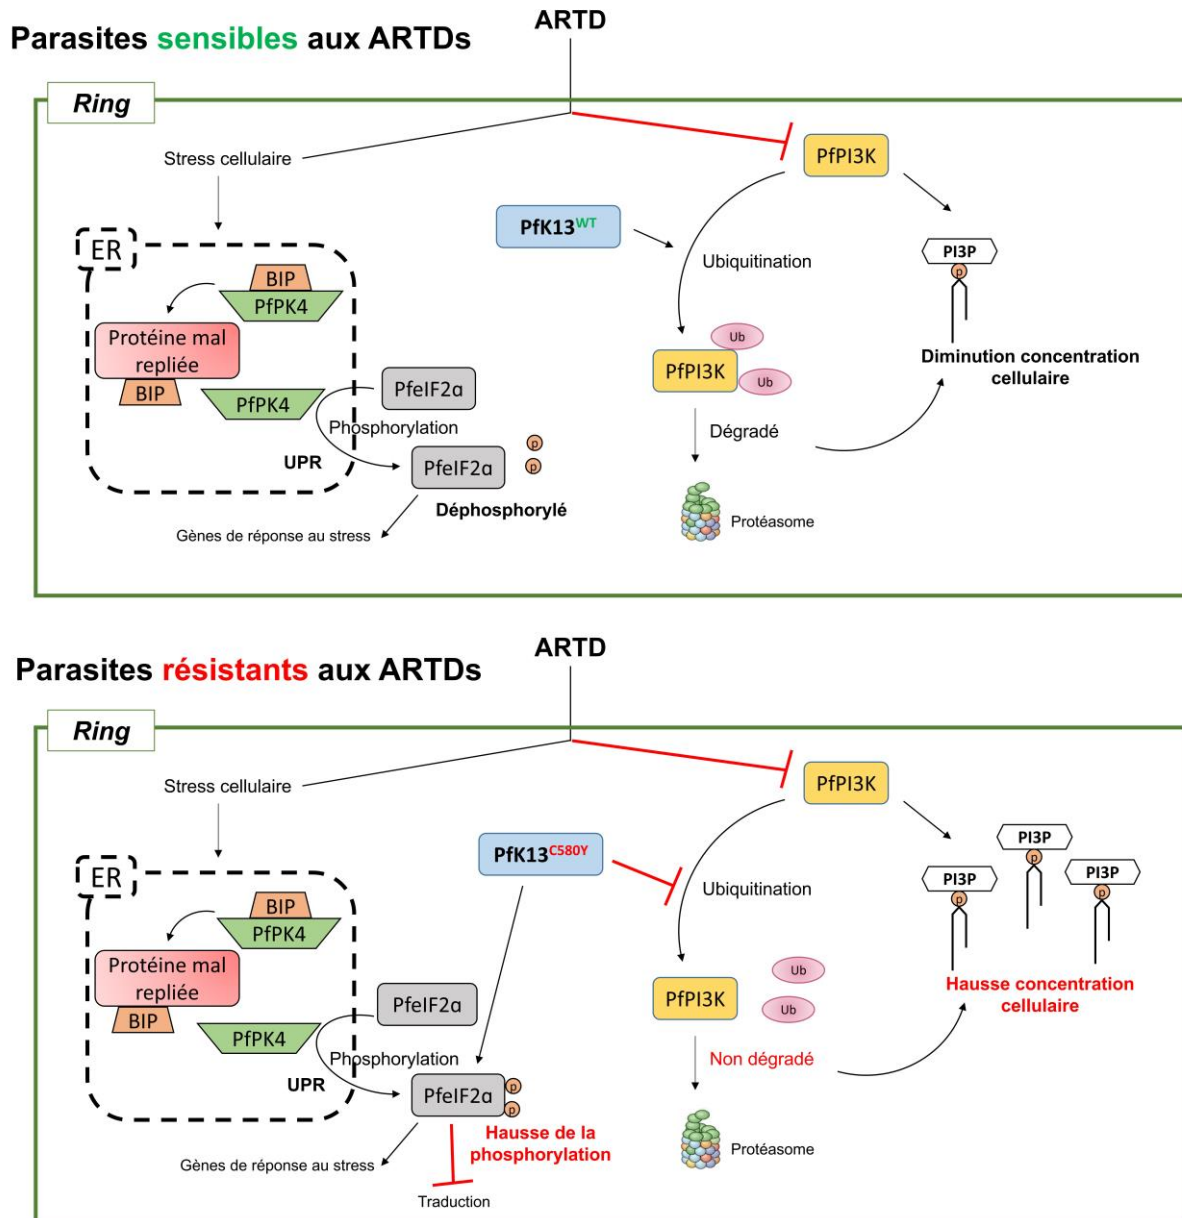 ARTD
Parasites sensibles aux ARTDs
Ring
Stress cellulaire
PfPI3K
PfK13WT
ER
Ubiquitination
PI3P
p
BIP
PfPK4
Protéine mal
repliée
BIP
PfPK4
PfeIF2α
Phosphorylation
UPR
PfeIF2α
p
p
Déphosphorylé
Gènes de réponse au stress
Ub
PfPI3K
Ub
Diminution concentration
cellulaire
Dégradé
Protéasome
ARTD
Parasites résistants aux ARTDs
Ring
Stress cellulaire
PfPI3K
PfK13C580Y
ER
Ubiquitination
PI3P
p
PI3P
p
PI3P
p
BIP
PfPK4
Protéine mal
repliée
BIP
PfPK4
PfeIF2α
Phosphorylation
UPR
PfeIF2α
p
p
Hausse de la
phosphorylation
Gènes de réponse au stress
Traduction
Ub
PfPI3K
Ub
Hausse concentration
cellulaire
Non dégradé
Protéasome